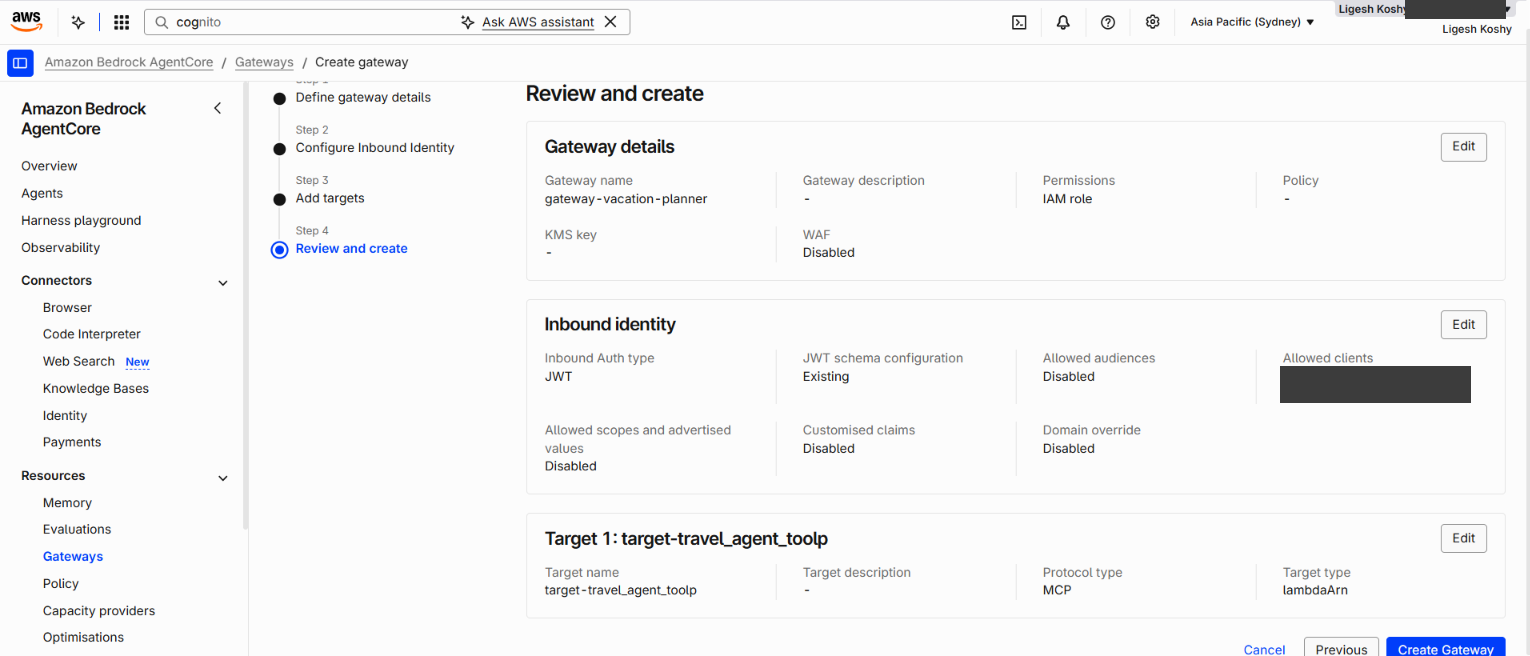 aws
cognito
Ask AWS assistant
Asia Pacific (Sydney)
Ligesh Koshy
Ligesh Koshy
Amazon Bedrock AgentCore / Gateways / Create gateway
Amazon Bedrock AgentCore
Overview
Agents
Harness playground
Observability
Connectors
Browser
Code Interpreter
Web Search New
Knowledge Bases
Identity
Payments
Resources
Memory
Evaluations
Gateways
Policy
Capacity providers
Optimisations
Step 1
Define gateway details
Step 2
Configure Inbound Identity
Step 3
Add targets
Step 4
Review and create
Review and create
Gateway details
Edit
Gateway name
gateway-vacation-planner
Gateway description
-
Permissions
IAM role
Policy
-
KMS key
-
WAF
Disabled
Inbound identity
Edit
Inbound Auth type
JWT
JWT schema configuration
Existing
Allowed audiences
Disabled
Allowed clients
Allowed scopes and advertised
values
Disabled
Customised claims
Disabled
Domain override
Disabled
Target 1: target-travel_agent_toolp
Edit
Target name
target-travel_agent_toolp
Target description
-
Protocol type
MCP
Target type
lambdaArn
Cancel
Previous
Create Gateway